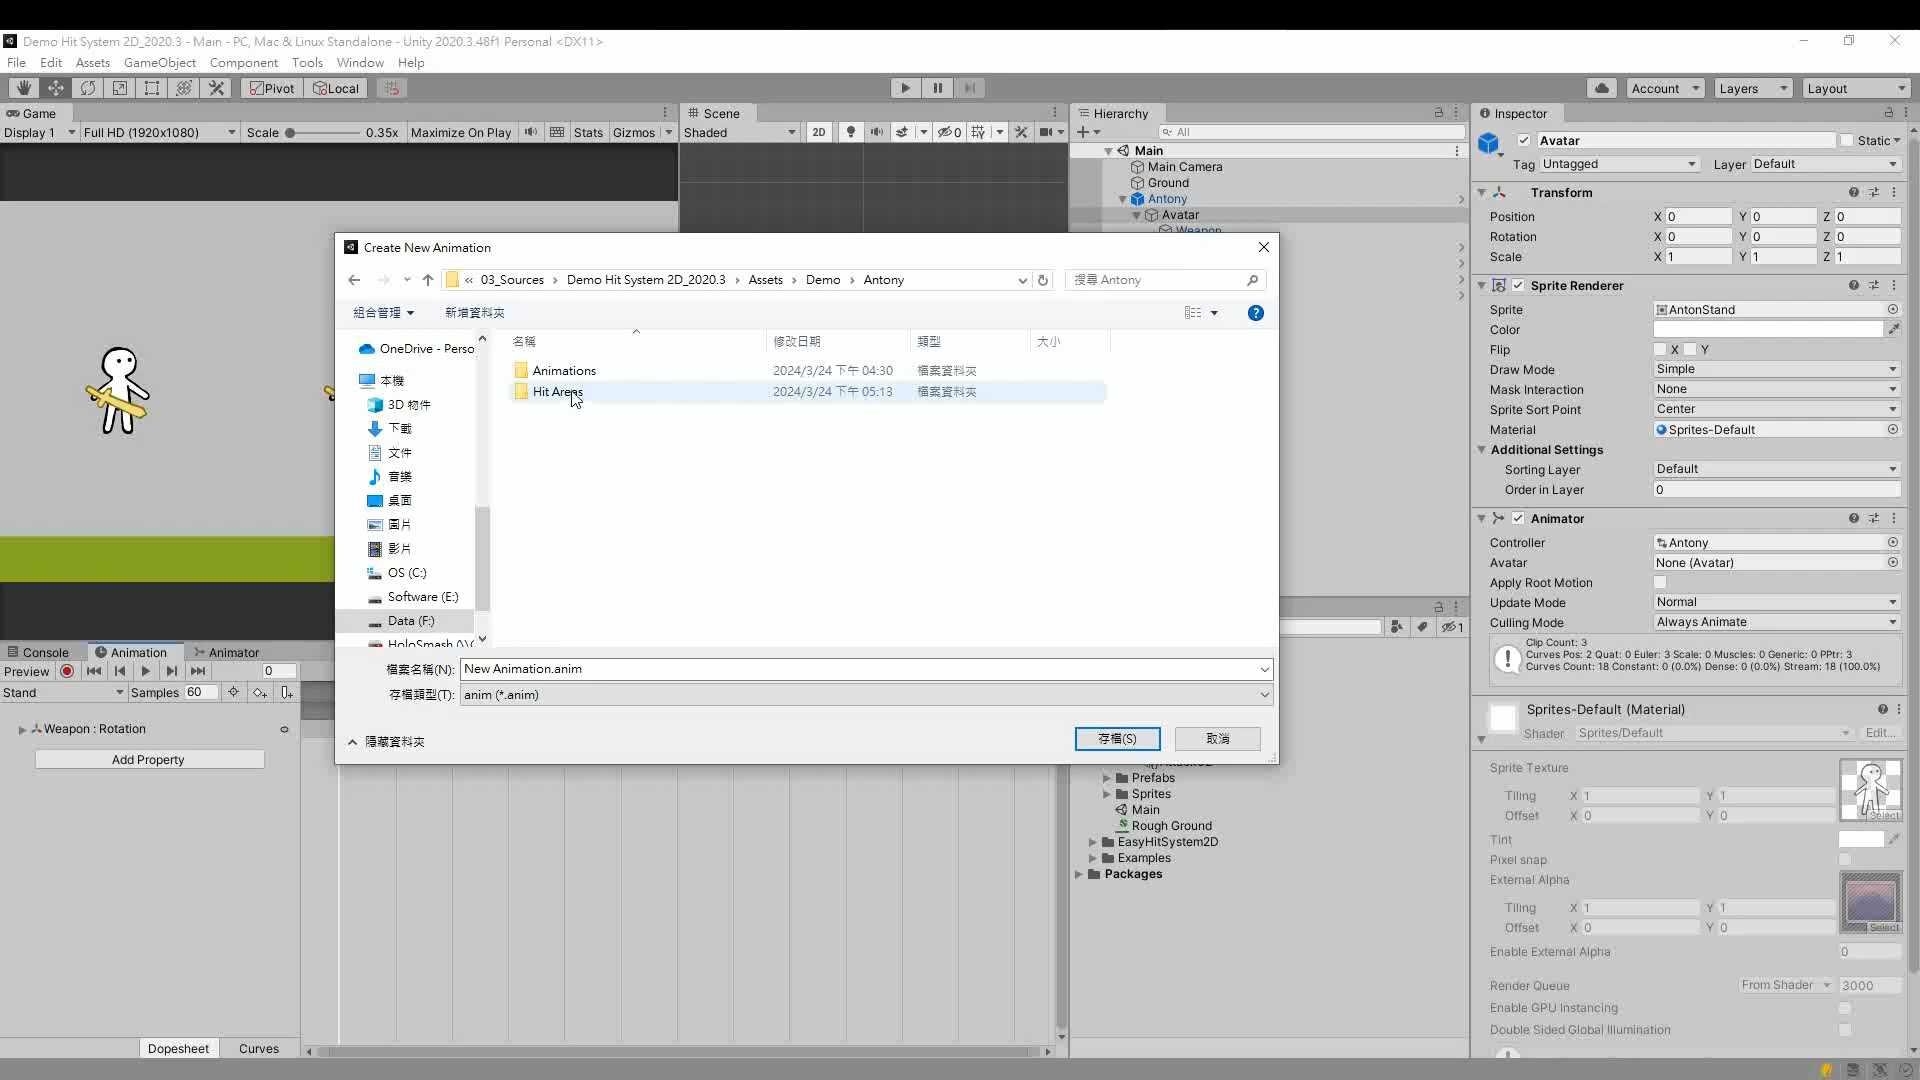 Demo Hit System 2D_2020.3 - Main - PC, Mac & Linux Standalone - Unity 2020.3.48f1 Personal <DX11>
File Edit Assets GameObject Component Tools Window Help
Pivot Local Account Layers Layout
Game
Display 1 Full HD (1920x1080) Scale 0.35x Maximize On Play Stats Gizmos
Scene
Shaded 2D 0
Hierarchy
All
Main
Main Camera
Ground
Antony
Avatar
Weapon
Create New Animation
« 03_Sources › Demo Hit System 2D_2020.3 › Assets › Demo › Antony
搜尋 Antony
組合管理 新增資料夾
名稱 修改日期 類型 大小
Animations 2024/3/24 下午 04:30 檔案資料夾
Hit Areas 2024/3/24 下午 05:13 檔案資料夾
OneDrive - Perso
本機
3D 物件
下載
文件
音樂
桌面
圖片
影片
OS (C:)
Software (E:)
Data (F:)
檔案名稱(N): New Animation.anim
存檔類型(T): anim (*.anim)
隱藏資料夾
存檔(S) 取消
Console Animation Animator
Preview 0
Stand Samples 60
Weapon : Rotation
Add Property
Dopesheet Curves
1
Prefabs
Sprites
Main
Rough Ground
EasyHitSystem2D
Examples
Packages
Inspector
Avatar Static
Tag Untagged Layer Default
Transform
Position X 0 Y 0 Z 0
Rotation X 0 Y 0 Z 0
Scale X 1 Y 1 Z 1
Sprite Renderer
Sprite AntonStand
Color
Flip X Y
Draw Mode Simple
Mask Interaction None
Sprite Sort Point Center
Material Sprites-Default
Additional Settings
Sorting Layer Default
Order in Layer 0
Animator
Controller Antony
Avatar None (Avatar)
Apply Root Motion
Update Mode Normal
Culling Mode Always Animate
Clip Count: 3
Curves Pos: 2 Quat: 0 Euler: 3 Scale: 0 Muscles: 0 Generic: 0 PPtr: 3
Curves Count: 18 Constant: 0 (0.0%) Dense: 0 (0.0%) Stream: 18 (100.0%)
Sprites-Default (Material)
Shader Sprites/Default Edit...
Sprite Texture
Tiling X 1 Y 1
Offset X 0 Y 0
Select
Tint
Pixel snap
External Alpha
Tiling X 1 Y 1
Offset X 0 Y 0
Select
Enable External Alpha 0
Render Queue From Shader 3000
Enable GPU Instancing
Double Sided Global Illumination